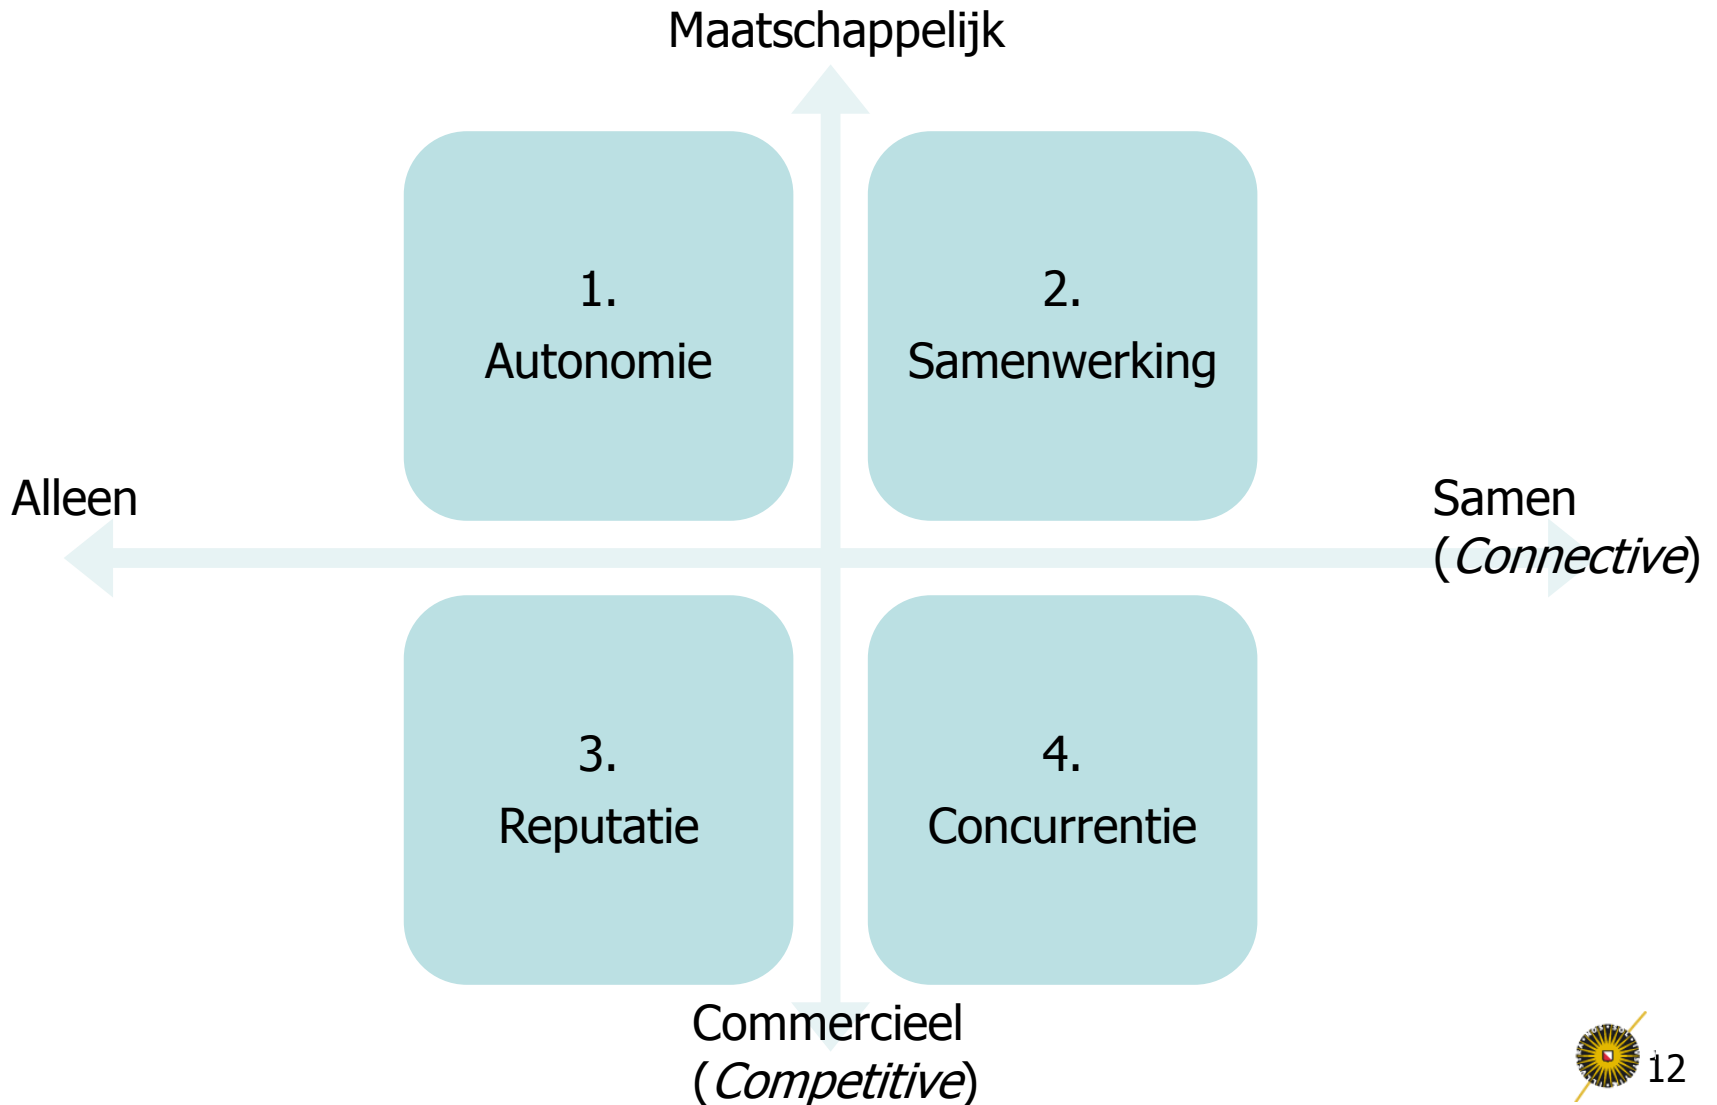 Maatschappelijk
1.
Autonomie
2.
Samenwerking
Alleen
Samen
(Connective)
3.
Reputatie
4.
Concurrentie
Commercieel
(Competitive)
12